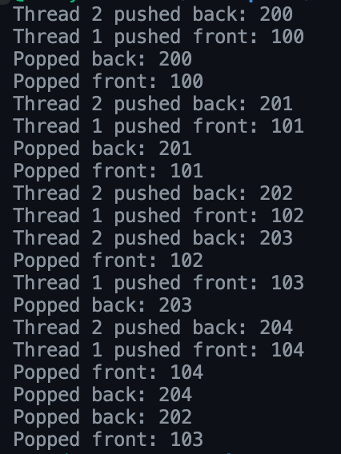 Thread 2 pushed back: 200
Thread 1 pushed front: 100
Popped back: 200
Popped front: 100
Thread 2 pushed back: 201
Thread 1 pushed front: 101
Popped back: 201
Popped front: 101
Thread 2 pushed back: 202
Thread 1 pushed front: 102
Thread 2 pushed back: 203
Popped front: 102
Thread 1 pushed front: 103
Popped back: 203
Thread 2 pushed back: 204
Thread 1 pushed front: 104
Popped front: 104
Popped back: 204
Popped back: 202
Popped front: 103